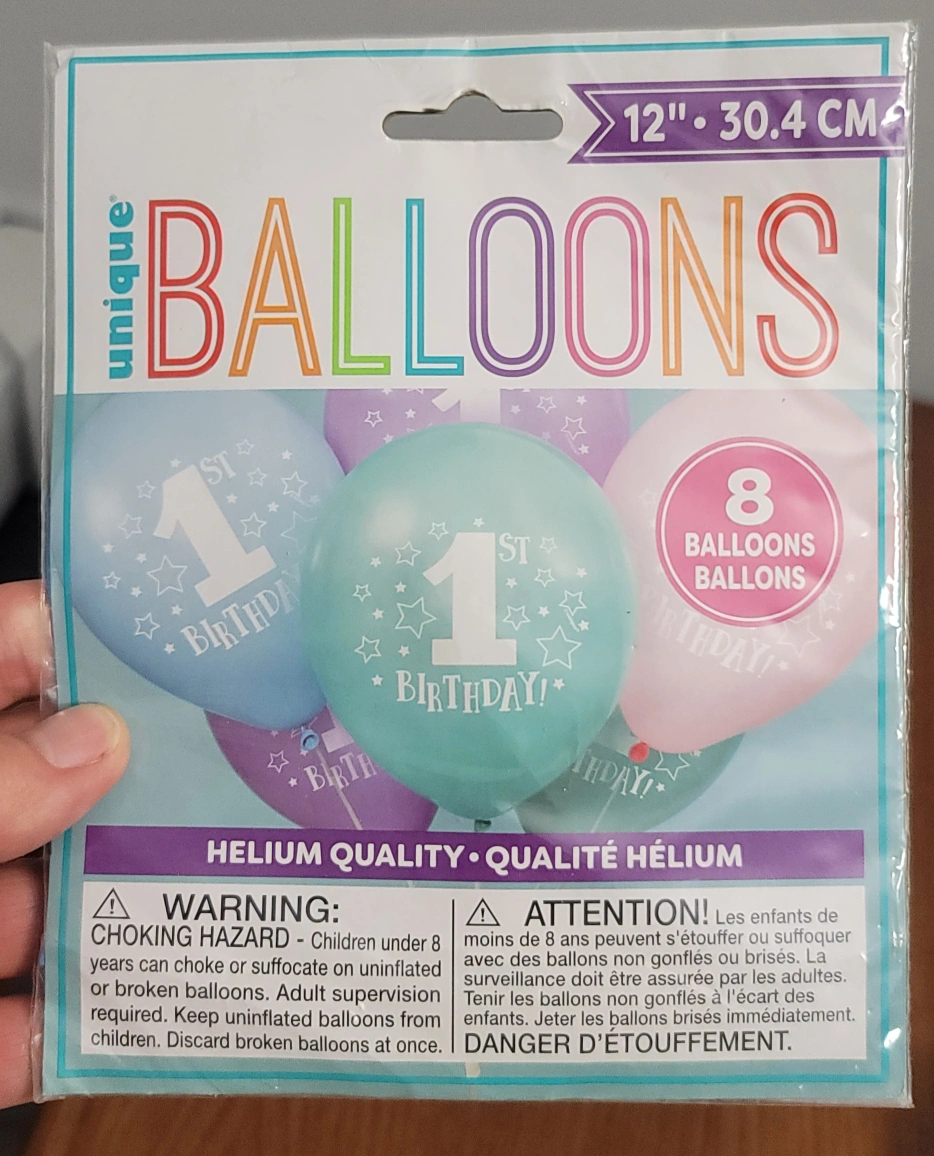 12" • 30.4 CM
unique®
BALLOONS
1ST
BIRTHDA
1ST
BIRTHDAY!
8
BALLOONS
BALLONS
BIRTHDAY!
BIRTH
THDAY!
HELIUM QUALITY • QUALITÉ HÉLIUM
WARNING:
CHOKING HAZARD - Children under 8
years can choke or suffocate on uninflated
or broken balloons. Adult supervision
required. Keep uninflated balloons from
children. Discard broken balloons at once.
ATTENTION! Les enfants de
moins de 8 ans peuvent s'étouffer ou suffoquer
avec des ballons non gonflés ou brisés. La
surveillance doit être assurée par les adultes.
Tenir les ballons non gonflés à l'écart des
enfants. Jeter les ballons brisés immédiatement.
DANGER D'ÉTOUFFEMENT.